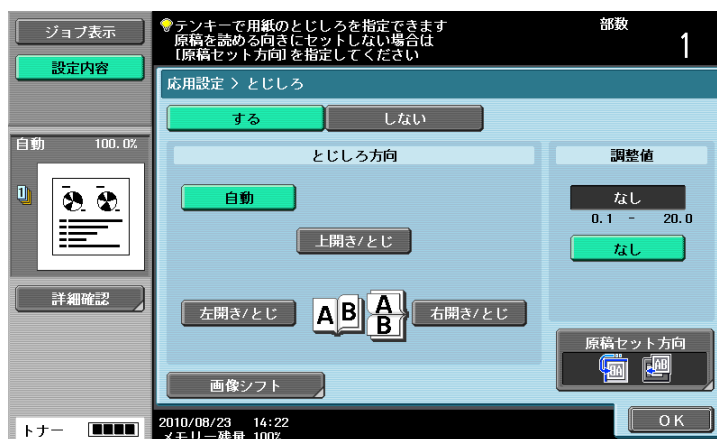 ジョブ表示
設定内容
テンキーで用紙のとじしろを指定できます
原稿を読める向きにセットしない場合は
[原稿セット方向]を指定してください
部数
1
応用設定 > とじしろ
する
しない
自動 100.0%
1
とじしろ方向
自動
上開き/とじ
左開き/とじ
A B
A
B
右開き/とじ
画像シフト
調整値
なし
0.1 - 20.0
なし
原稿セット方向
AB
詳細確認
トナー
2010/08/23 14:22
メモリー残量 100%
OK